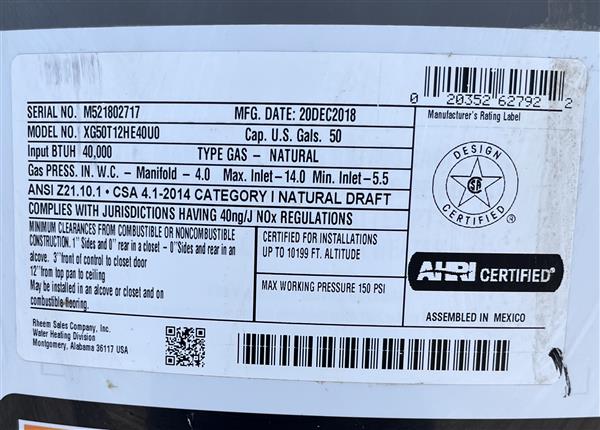 0 20352 62792 2
SERIAL NO. M521802717 MFG. DATE: 20DEC2018
Manufacturer's Rating Label
MODEL NO. XG50T12HE40U0 Cap. U.S. Gals. 50
Input BTUH 40,000 TYPE GAS - NATURAL
Gas PRESS. IN. W.C. - Manifold - 4.0 Max. Inlet-14.0 Min. Inlet-5.5
ANSI Z21.10.1 • CSA 4.1-2014 CATEGORY I NATURAL DRAFT
COMPLIES WITH JURISDICTIONS HAVING 40ng/J NOx REGULATIONS
MINIMUM CLEARANCES FROM COMBUSTIBLE OR NONCOMBUSTIBLE
CONSTRUCTION. 1" Sides and 0" rear in a closet - 0"Sides and rear in an
alcove. 3"front of control to closet door
12"from top pan to ceiling
May be installed in an alcove or closet and on
combustible flooring.
CERTIFIED FOR INSTALLATIONS
UP TO 10199 FT. ALTITUDE
MAX WORKING PRESSURE 150 PSI
DESIGN
SA
CERTIFIED
®
AHRI CERTIFIED®
ASSEMBLED IN MEXICO
Rheem Sales Company, Inc.
Water Heating Division
Montgomery, Alabama 36117 USA